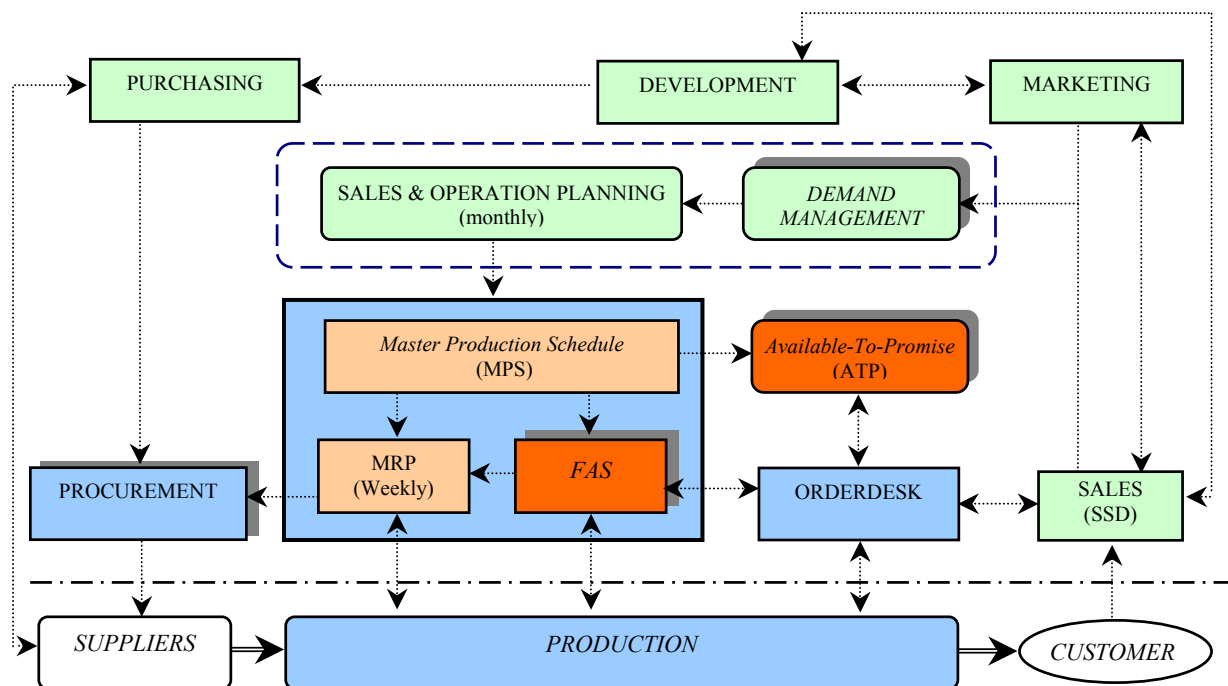 PURCHASING
DEVELOPMENT
MARKETING
SALES & OPERATION PLANNING
(monthly)
DEMAND
MANAGEMENT
Master Production Schedule
(MPS)
Available-To-Promise
(ATP)
MRP
(Weekly)
FAS
PROCUREMENT
ORDERDESK
SALES
(SSD)
SUPPLIERS
PRODUCTION
CUSTOMER